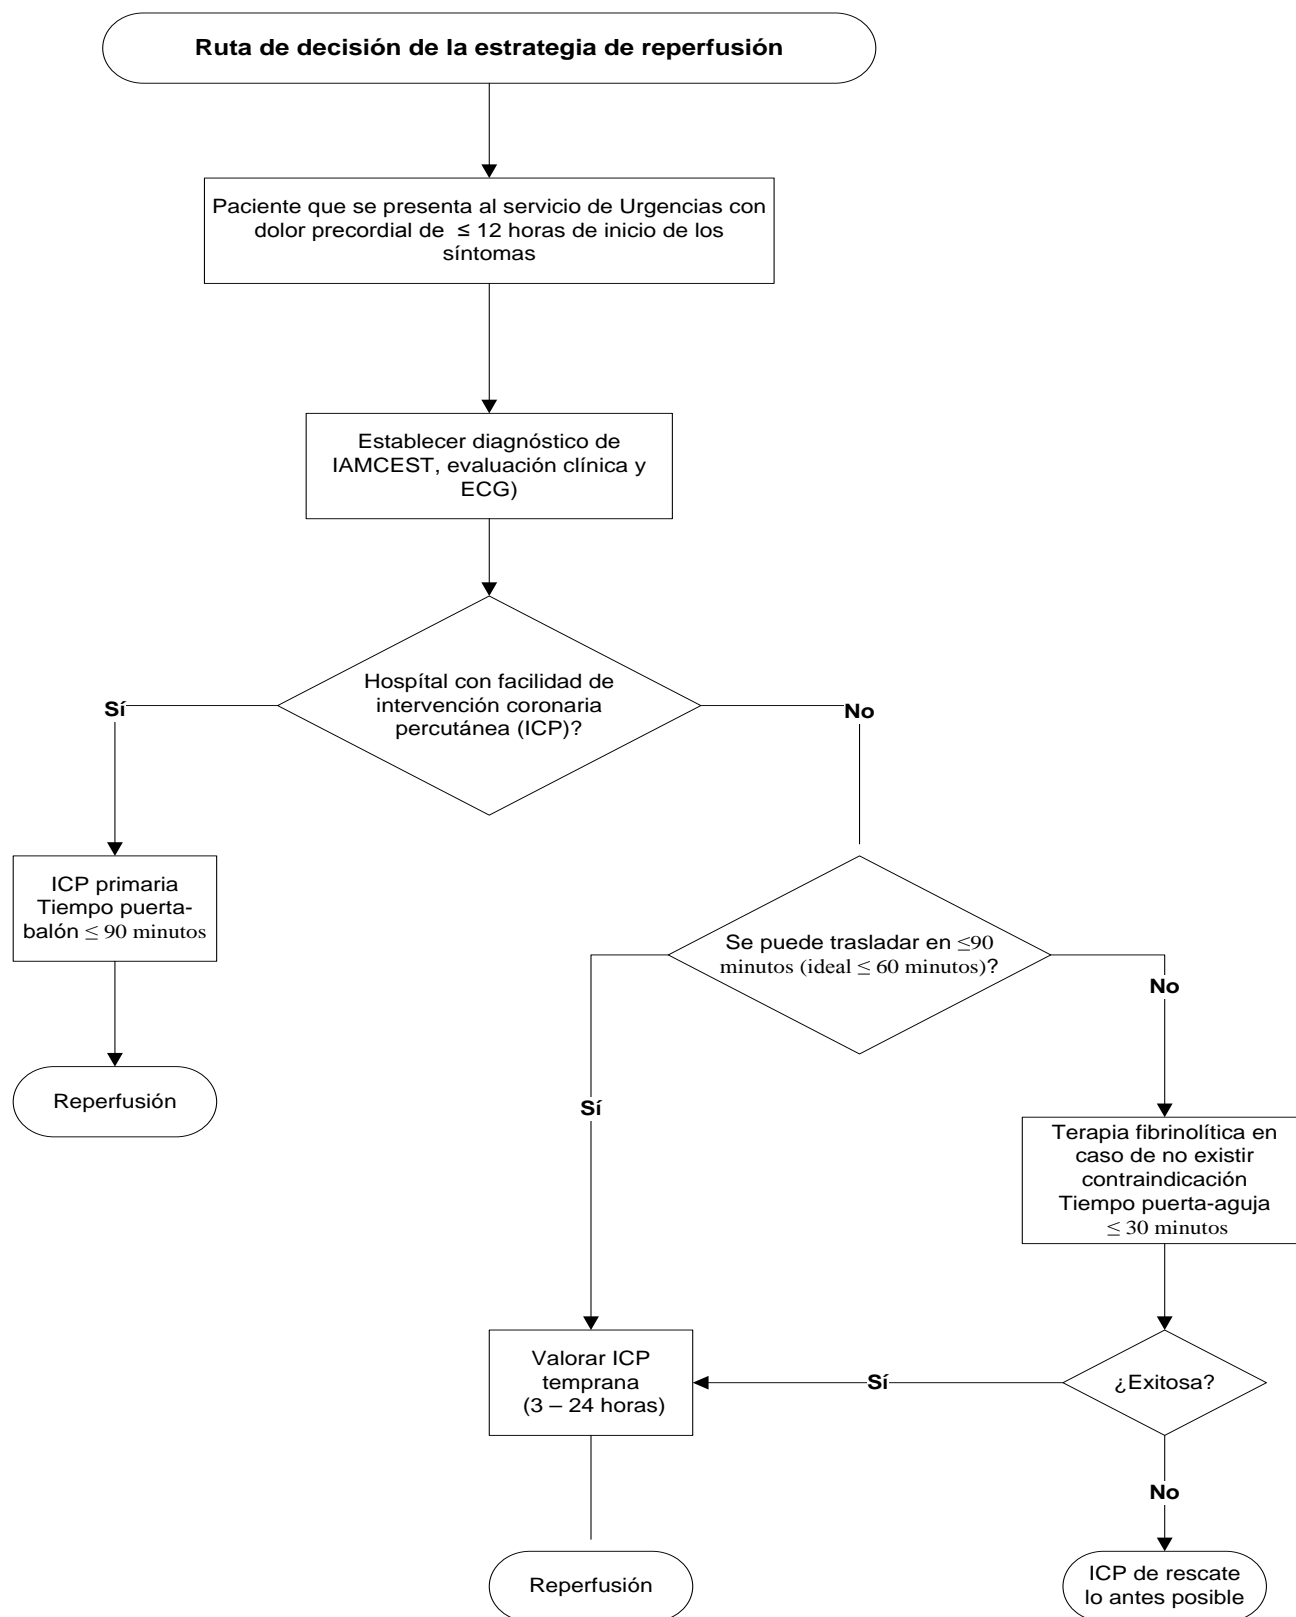 Ruta de decisión de la estrategia de reperfusión
Paciente que se presenta al servicio de Urgencias con
dolor precordial de ≤ 12 horas de inicio de los
síntomas
Establecer diagnóstico de
IAMCEST, evaluación clínica y
ECG)
Hospítal con facilidad de
intervención coronaria
percutánea (ICP)?
Sí
No
ICP primaria
Tiempo puerta-
balón ≤ 90 minutos
Reperfusión
Se puede trasladar en ≤90
minutos (ideal ≤ 60 minutos)?
No
Sí
Terapia fibrinolítica en
caso de no existir
contraindicación
Tiempo puerta-aguja
≤ 30 minutos
Valorar ICP
temprana
(3 – 24 horas)
Sí
¿Exitosa?
No
Reperfusión
ICP de rescate
lo antes posible